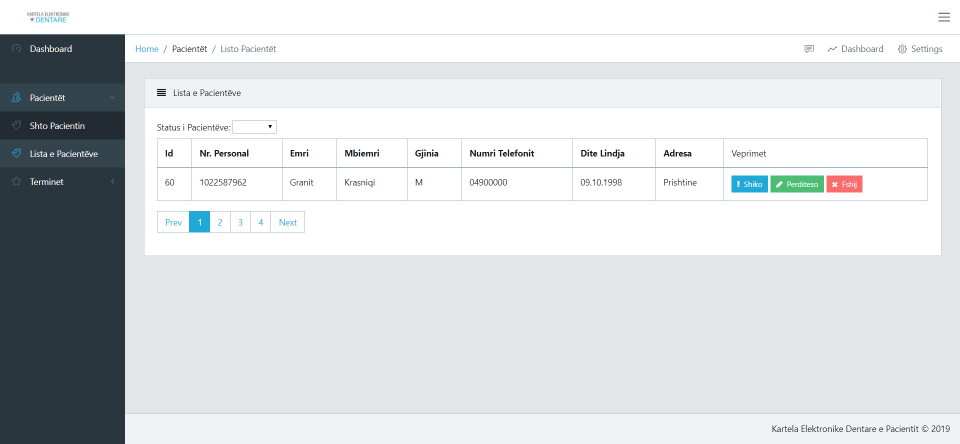 KARTELA ELEKTRONIKE
DENTARE
Dashboard
Home / Pacientët / Listo Pacientët
Dashboard
Settings
Pacientët
Shto Pacientin
Lista e Pacientëve
Terminet
Lista e Pacientëve
Status i Pacientëve:
Id Nr. Personal Emri Mbiemri Gjinia Numri Telefonit Dite Lindja Adresa Veprimet
60 1022587962 Granit Krasniqi M 04900000 09.10.1998 Prishtine Shiko Perditeso Fshij
Prev 1 2 3 4 Next
Kartela Elektronike Dentare e Pacientit © 2019